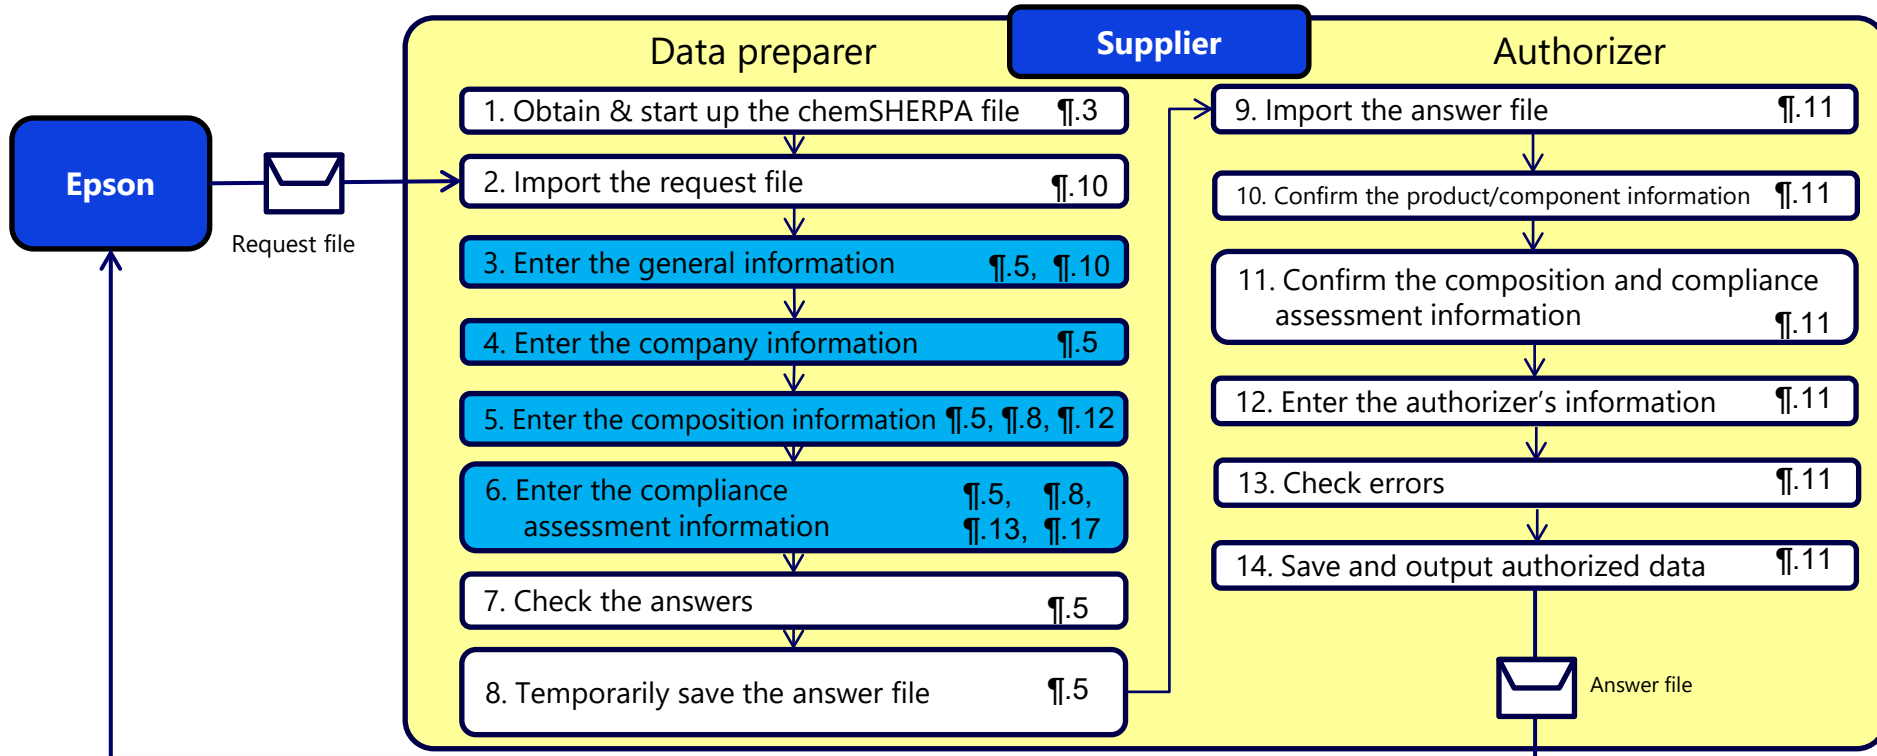 Supplier
Data preparer
Authorizer
Epson
Request file
1. Obtain & start up the chemSHERPA file ¶.3
2. Import the request file ¶.10
3. Enter the general information ¶.5, ¶.10
4. Enter the company information ¶.5
5. Enter the composition information ¶.5, ¶.8, ¶.12
6. Enter the compliance ¶.5, ¶.8,
assessment information ¶.13, ¶.17
7. Check the answers ¶.5
8. Temporarily save the answer file ¶.5
9. Import the answer file ¶.11
10. Confirm the product/component information ¶.11
11. Confirm the composition and compliance
assessment information ¶.11
12. Enter the authorizer’s information ¶.11
13. Check errors ¶.11
14. Save and output authorized data ¶.11
Answer file